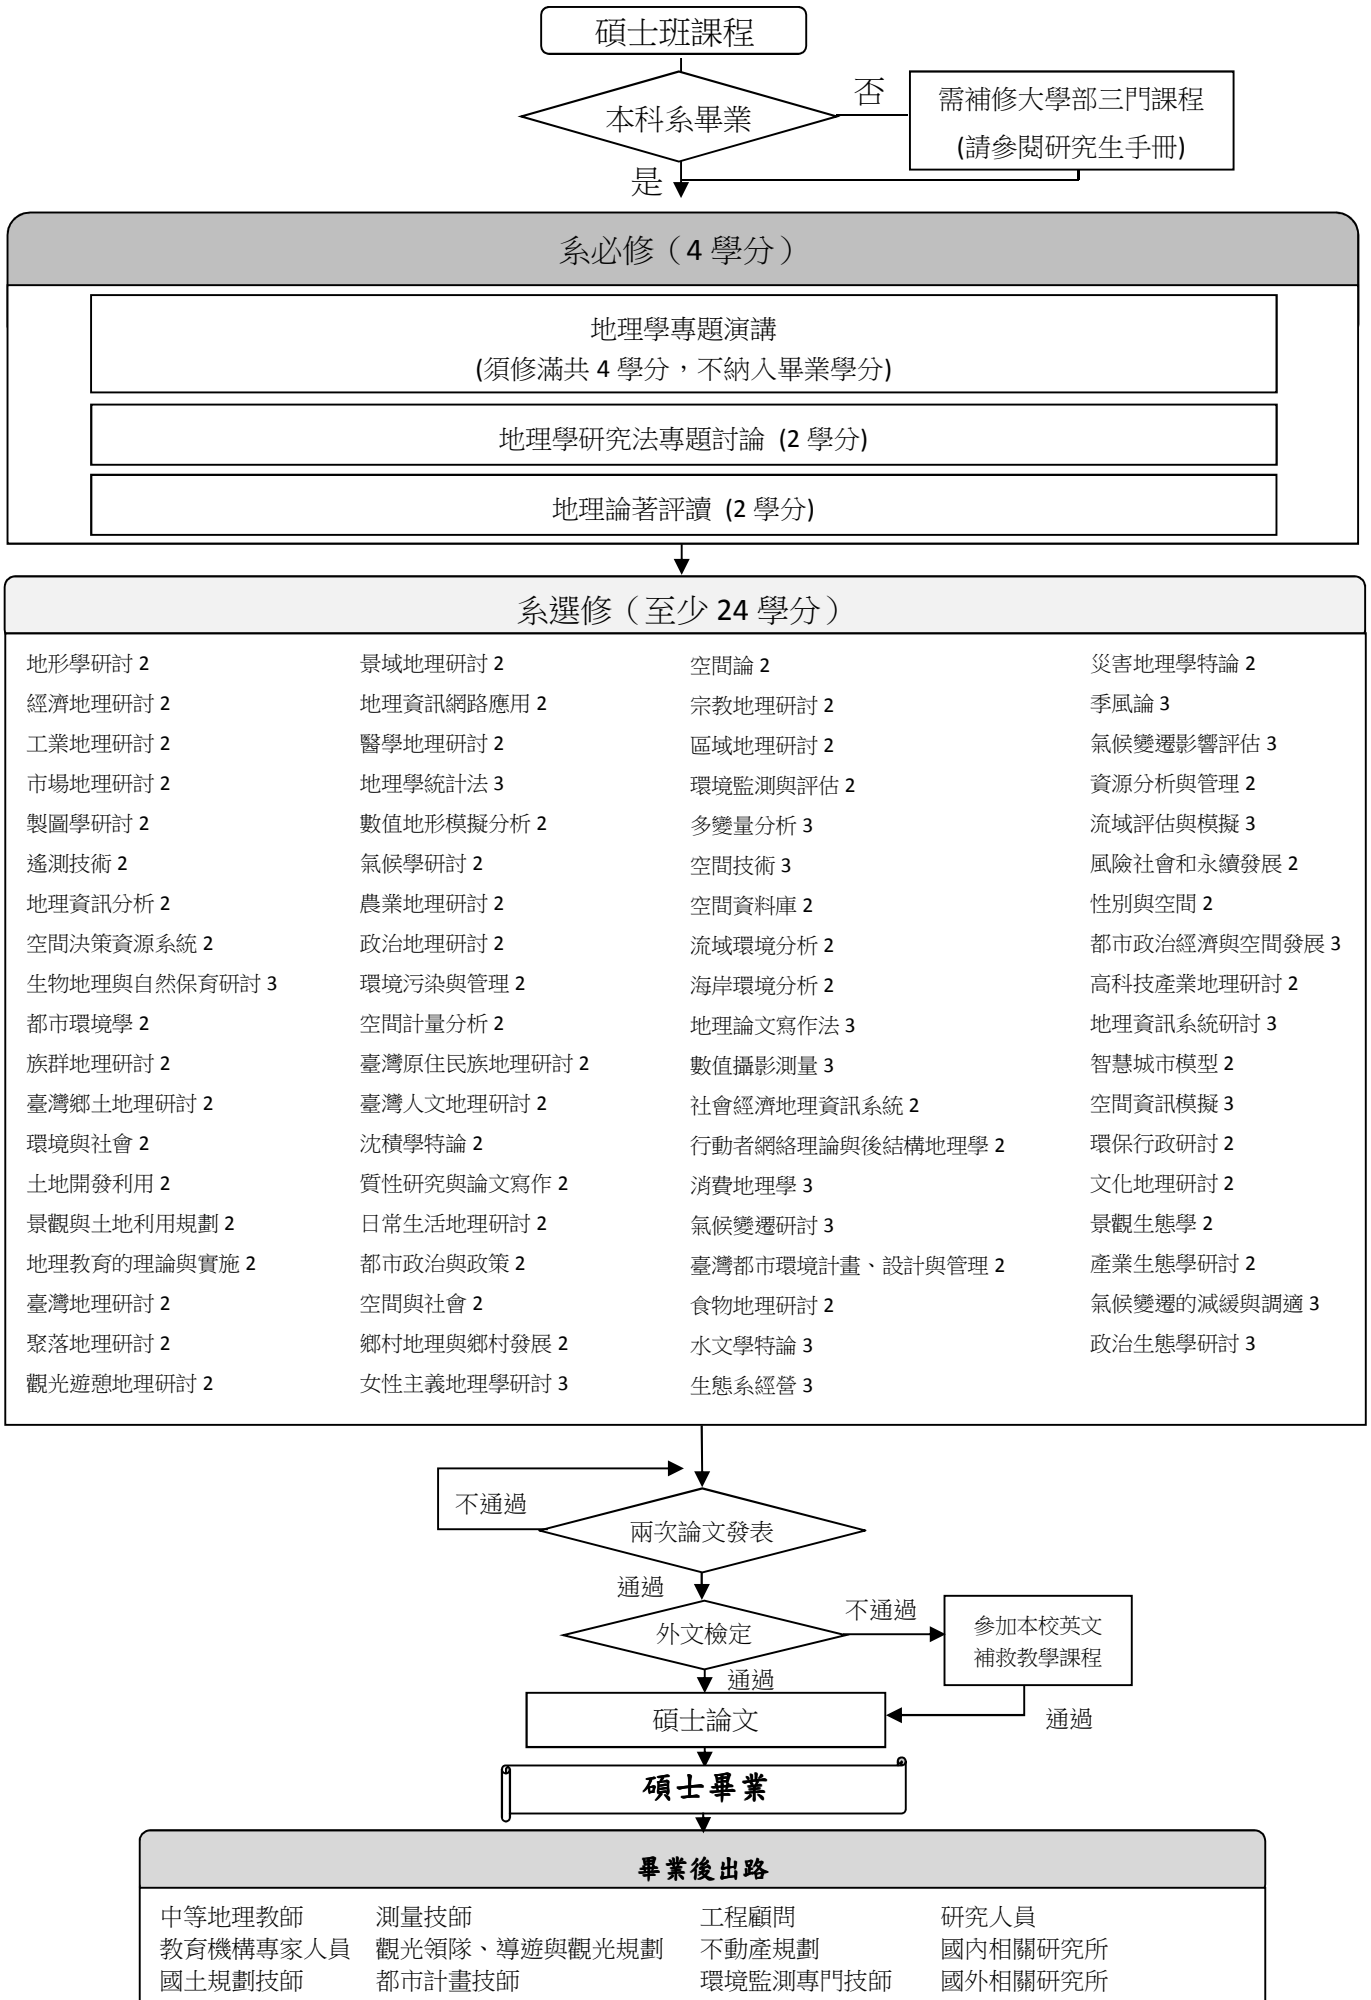 碩士班課程
本科系畢業
否
需補修大學部三門課程
(請參閱研究生手冊)
是
系必修（4 學分）
地理學專題演講
(須修滿共 4 學分，不納入畢業學分)
地理學研究法專題討論 (2 學分)
地理論著評讀 (2 學分)
系選修（至少 24 學分）
地形學研討 2
經濟地理研討 2
工業地理研討 2
市場地理研討 2
製圖學研討 2
遙測技術 2
地理資訊分析 2
空間決策資源系統 2
生物地理與自然保育研討 3
都市環境學 2
族群地理研討 2
臺灣鄉土地理研討 2
環境與社會 2
土地開發利用 2
景觀與土地利用規劃 2
地理教育的理論與實施 2
臺灣地理研討 2
聚落地理研討 2
觀光遊憩地理研討 2
景域地理研討 2
地理資訊網路應用 2
醫學地理研討 2
地理學統計法 3
數值地形模擬分析 2
氣候學研討 2
農業地理研討 2
政治地理研討 2
環境污染與管理 2
空間計量分析 2
臺灣原住民族地理研討 2
臺灣人文地理研討 2
沈積學特論 2
質性研究與論文寫作 2
日常生活地理研討 2
都市政治與政策 2
空間與社會 2
鄉村地理與鄉村發展 2
女性主義地理學研討 3
空間論 2
宗教地理研討 2
區域地理研討 2
環境監測與評估 2
多變量分析 3
空間技術 3
空間資料庫 2
流域環境分析 2
海岸環境分析 2
地理論文寫作法 3
數值攝影測量 3
社會經濟地理資訊系統 2
行動者網絡理論與後結構地理學 2
消費地理學 3
氣候變遷研討 3
臺灣都市環境計畫、設計與管理 2
食物地理研討 2
水文學特論 3
生態系經營 3
災害地理學特論 2
季風論 3
氣候變遷影響評估 3
資源分析與管理 2
流域評估與模擬 3
風險社會和永續發展 2
性別與空間 2
都市政治經濟與空間發展 3
高科技產業地理研討 2
地理資訊系統研討 3
智慧城市模型 2
空間資訊模擬 3
環保行政研討 2
文化地理研討 2
景觀生態學 2
產業生態學研討 2
氣候變遷的減緩與調適 3
政治生態學研討 3
不通過
兩次論文發表
通過
外文檢定
不通過
參加本校英文
補救教學課程
通過
碩士論文
通過
碩士畢業
畢業後出路
中等地理教師
教育機構專家人員
國土規劃技師
測量技師
觀光領隊、導遊與觀光規劃
都市計畫技師
工程顧問
不動產規劃
環境監測專門技師
研究人員
國內相關研究所
國外相關研究所